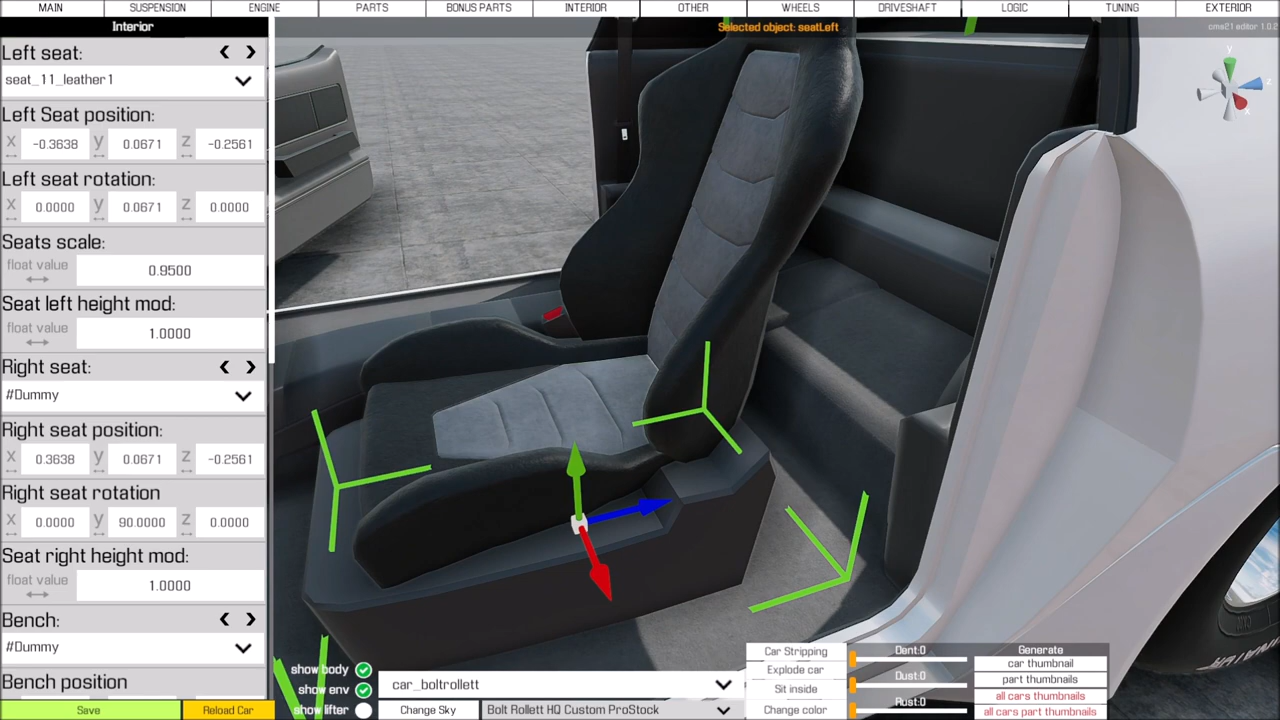 MAIN SUSPENSION ENGINE PARTS BONUS PARTS INTERIOR OTHER WHEELS DRIVESHAFT LOGIC TUNING EXTERIOR
Interior
Selected object: seatLeft
cms21 editor 1.0.2
Left seat:
seat_11_leather1
Left Seat position:
X -0.3638 y 0.0671 Z -0.2561
Left seat rotation:
X 0.0000 y 0.0671 Z 0.0000
Seats scale:
float value 0.9500
Seat left height mod:
float value 1.0000
Right seat:
#Dummy
Right seat position:
X 0.3638 y 0.0671 Z -0.2561
Right seat rotation
X 0.0000 y 90.0000 Z 0.0000
Seat right height mod:
float value 1.0000
Bench:
#Dummy
Bench position
Save Reload Car
show body
show env
show lifter
car_boltrollett
Change Sky
Bolt Rollett HQ Custom ProStock
Car Stripping
Explode car
Sit inside
Change color
Dent:0
Dust:0
Rust:0
Generate
car thumbnail
part thumbnails
all cars thumbnails
all cars part thumbnails
y
z
x